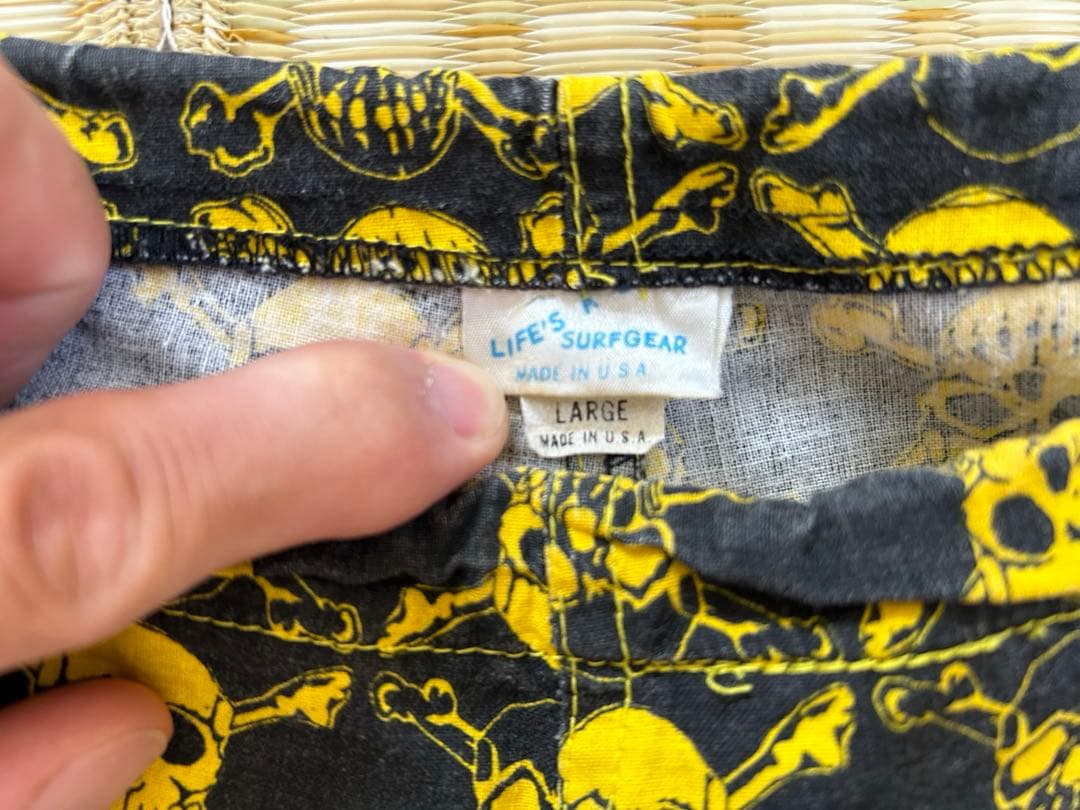 LIFE'S A
SURFGEAR
MADE IN U S A
LARGE
MADE IN U.S.A.